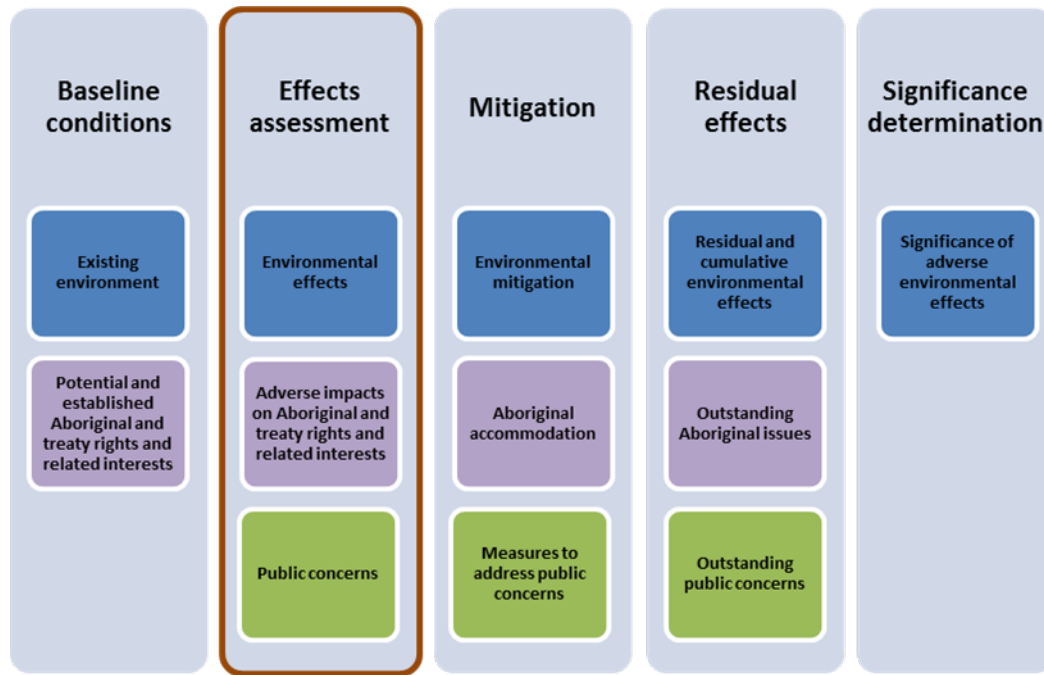 Baseline
conditions
Existing
environment
Potential and
established
Aboriginal and
treaty rights and
related interests
Effects
assessment
Environmental
effects
Adverse impacts
on Aboriginal and
treaty rights and
related interests
Public concerns
Mitigation
Environmental
mitigation
Aboriginal
accommodation
Measures to
address public
concerns
Residual
effects
Residual and
cumulative
environmental
effects
Outstanding
Aboriginal issues
Outstanding
public concerns
Significance
determination
Significance of
adverse
environmental
effects